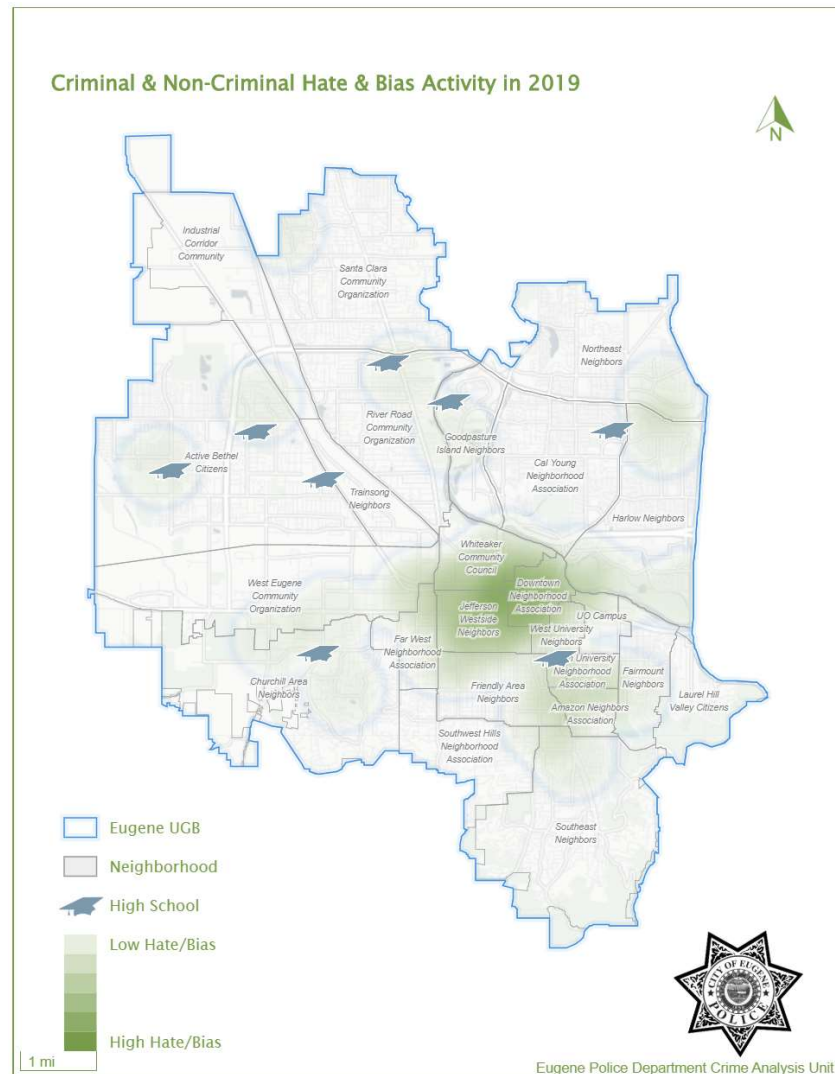 Criminal & Non-Criminal Hate & Bias Activity in 2019
N
Industrial
Corridor
Community
Santa Clara
Community
Organization
Northeast
Neighbors
River Road
Community
Organization
Goodpasture
Island Neighbors
Active Bethel
Citizens
Cal Young
Neighborhood
Association
Trainsong
Neighbors
Harlow Neighbors
Whiteaker
Community
Council
West Eugene
Community
Organization
Downtown
Neighborhood
Association
Jefferson
Westside
Neighbors
UO Campus
West University
Neighbors
Far West
Neighborhood
Association
University
Neighborhood
Association
Fairmount
Neighbors
Churchill Area
Neighbors
Friendly Area
Neighbors
Laurel Hill
Valley Citizens
Amazon Neighbors
Association
Southwest Hills
Neighborhood
Association
Southeast
Neighbors
Eugene UGB
Neighborhood
High School
Low Hate/Bias
High Hate/Bias
1 mi
CITY OF EUGENE
POLICE
Eugene Police Department Crime Analysis Unit